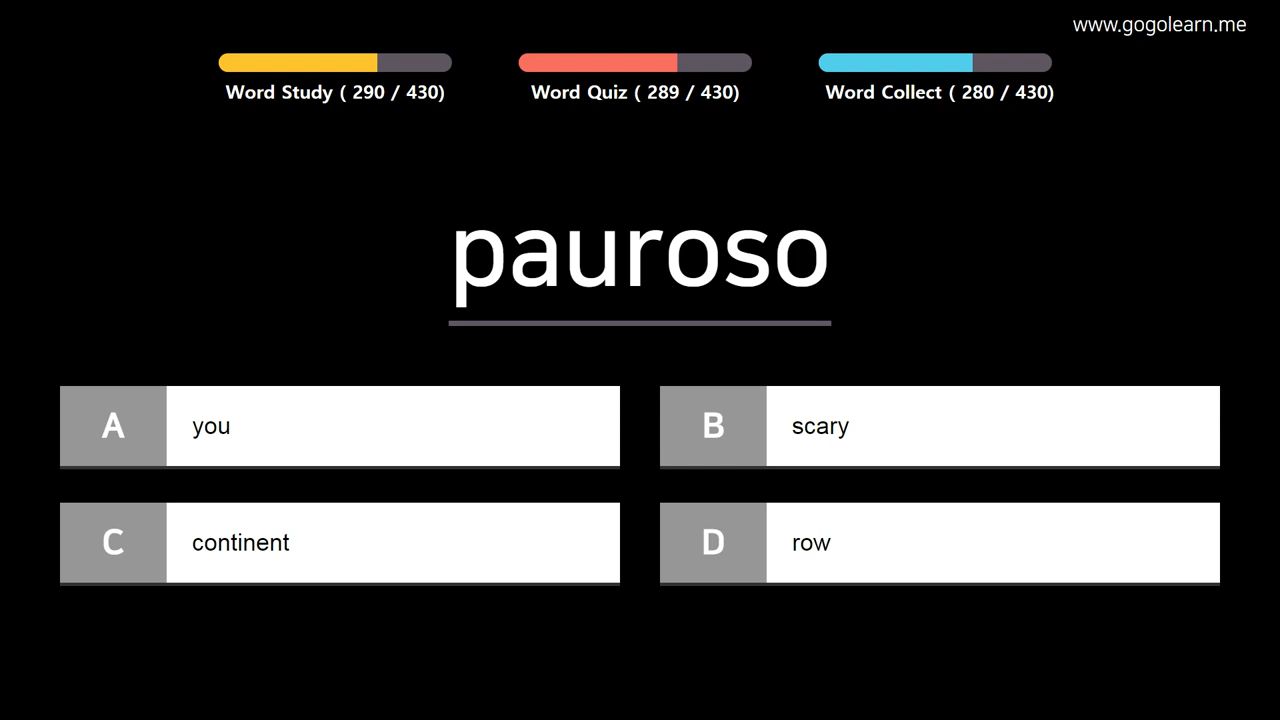 www.gogolearn.me
Word Study ( 290 / 430)
Word Quiz ( 289 / 430)
Word Collect ( 280 / 430)
pauroso
A you
B scary
C continent
D row